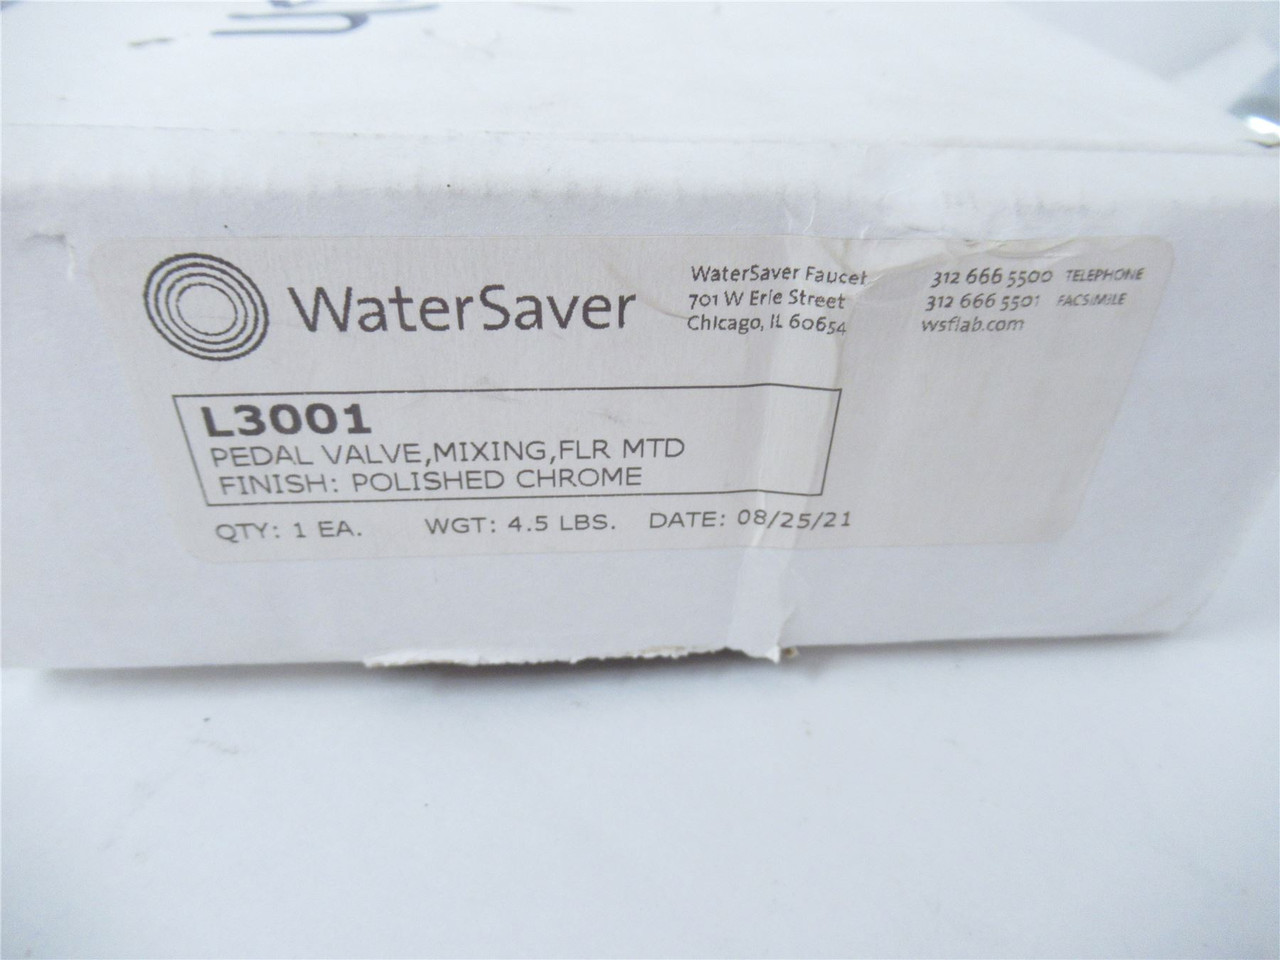 WaterSaver
WaterSaver Faucet
701 W Erie Street
Chicago, IL 60654
312 666 5500 TELEPHONE
312 666 5501 FACSIMILE
wsflab.com
L3001
PEDAL VALVE,MIXING,FLR MTD
FINISH: POLISHED CHROME
QTY: 1 EA. WGT: 4.5 LBS. DATE: 08/25/21